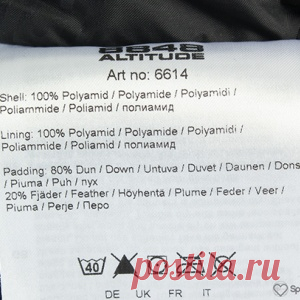 8848
ALTITUDE
Art no: 6614
Shell: 100% Polyamid / Polyamide / Polyamidi /
Poliammide / Poliamid / полиамид
Lining: 100% Polyamid / Polyamide / Polyamidi /
Poliammide / Poliamid / полиамид
Padding: 80% Dun / Down / Untuva / Duvet / Daunen / Dons
/ Piuma / Puh / пух
20% Fjäder / Feather / Höyhentä / Plume / Feder / Veer /
Piuma / Perje / Перо
40
DE UK FR IT